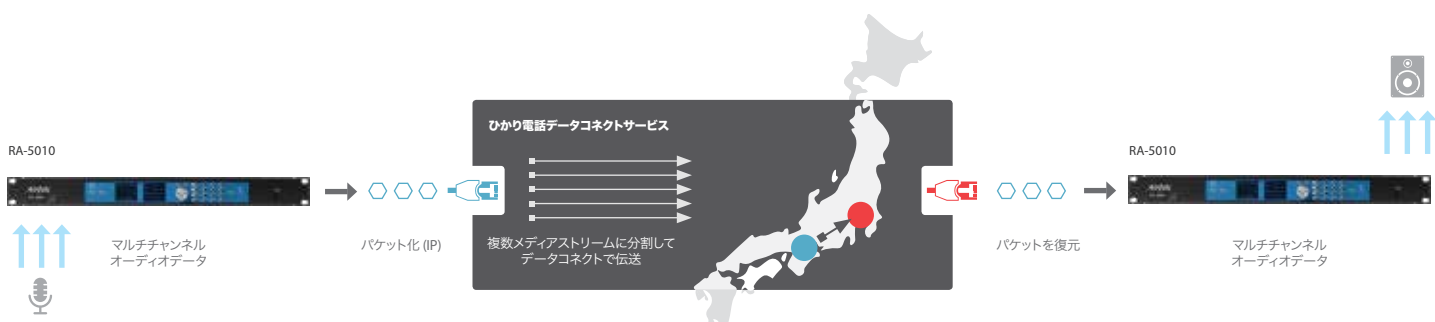 RA-5010
マルチチャンネル
オーディオデータ
パケット化 (IP)
ひかり電話データコネクトサービス
複数メディアストリームに分割して
データコネクトで伝送
パケットを復元
RA-5010
マルチチャンネル
オーディオデータ